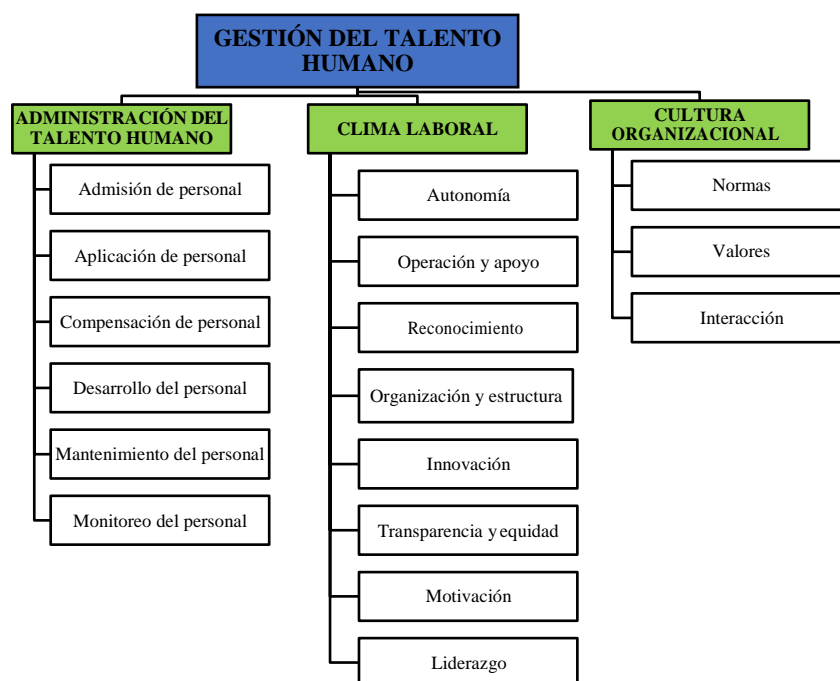 GESTIÓN DEL TALENTO
HUMANO
ADMINISTRACIÓN DEL
TALENTO HUMANO
Admisión de personal
Aplicación de personal
Compensación de personal
Desarrollo del personal
Mantenimiento del personal
Monitoreo del personal
CLIMA LABORAL
Autonomía
Operación y apoyo
Reconocimiento
Organización y estructura
Innovación
Transparencia y equidad
Motivación
Liderazgo
CULTURA
ORGANIZACIONAL
Normas
Valores
Interacción